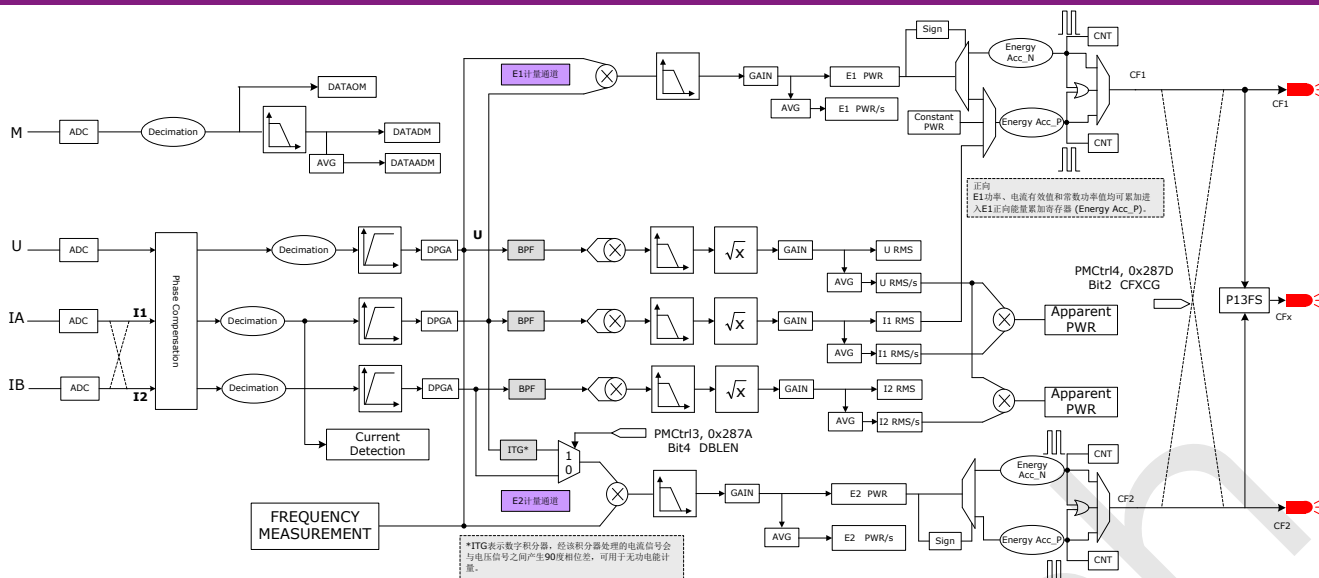 Sign
CNT
Energy
Acc_N
E1计量通道
GAIN
E1 PWR
CF1
AVG
E1 PWR/s
Constant
PWR
Energy Acc_P
CNT
CF1
DATAOM
M
ADC
Decimation
DATADM
AVG
DATAADM
正向
E1功率、电流有效值和常数功率值均可累加进
入E1正向能量累加寄存器 (Energy Acc_P)。
U
ADC
Phase Compensation
Decimation
DPGA
U
BPF
√x
GAIN
U RMS
AVG
U RMS/s
PMCtrl4, 0x287D
Bit2 CFXCG
P13FS
CFx
IA
ADC
I1
Decimation
DPGA
BPF
√x
GAIN
I1 RMS
AVG
I1 RMS/s
Apparent
PWR
IB
ADC
I2
Decimation
DPGA
BPF
√x
GAIN
I2 RMS
AVG
I2 RMS/s
Apparent
PWR
Current
Detection
ITG*
1
0
PMCtrl3, 0x287A
Bit4 DBLEN
E2计量通道
GAIN
E2 PWR
AVG
E2 PWR/s
Sign
Energy
Acc_N
CNT
Energy Acc_P
CNT
CF2
CF2
FREQUENCY
MEASUREMENT
*ITG表示数字积分器，经该积分器处理的电流信号会
与电压信号之间产生90度相位差，可用于无功电能计
量。